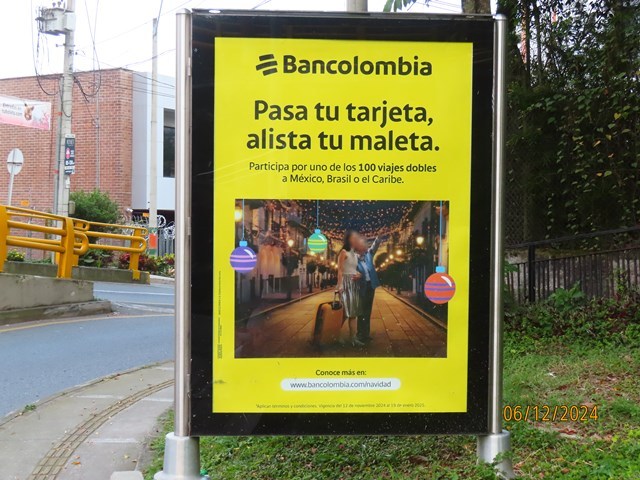 Bancolombia
Pasa tu tarjeta,
alista tu maleta.
Participa por uno de los 100 viajes dobles
a México, Brasil o el Caribe.
Conoce más en:
www.bancolombia.com/navidad
06/12/2024